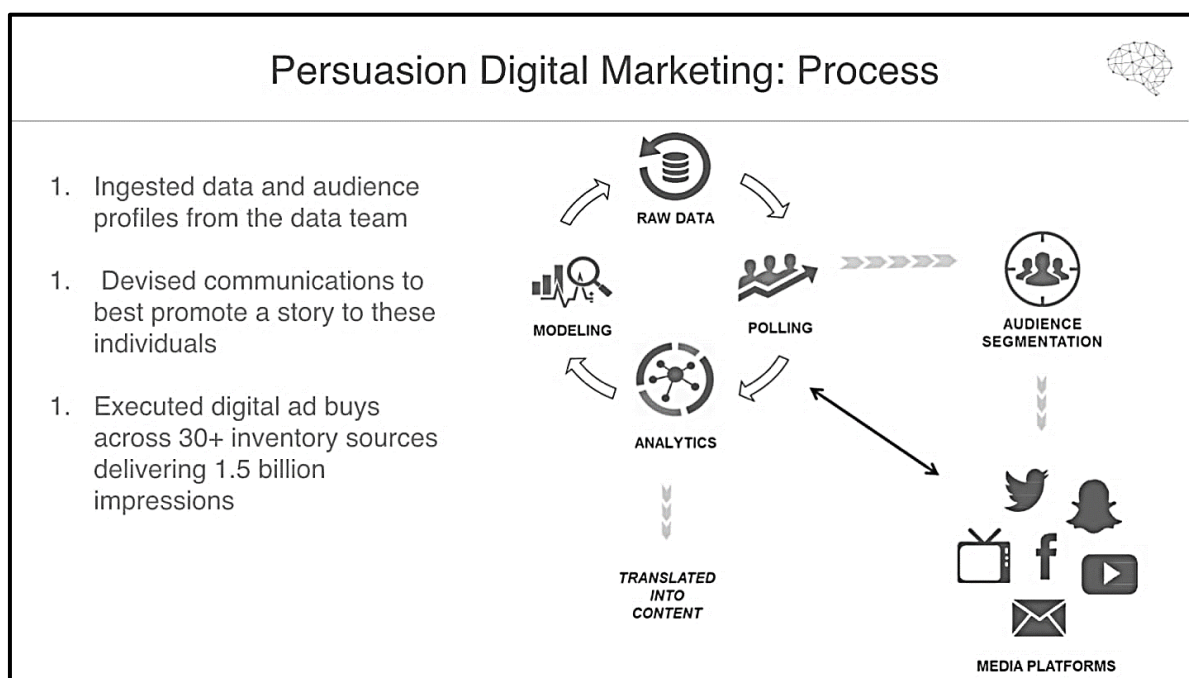 Persuasion Digital Marketing: Process
1. Ingested data and audience
profiles from the data team
1. Devised communications to
best promote a story to these
individuals
1. Executed digital ad buys
across 30+ inventory sources
delivering 1.5 billion
impressions
RAW DATA
MODELING
POLLING
ANALYTICS
TRANSLATED
INTO
CONTENT
AUDIENCE
SEGMENTATION
MEDIA PLATFORMS